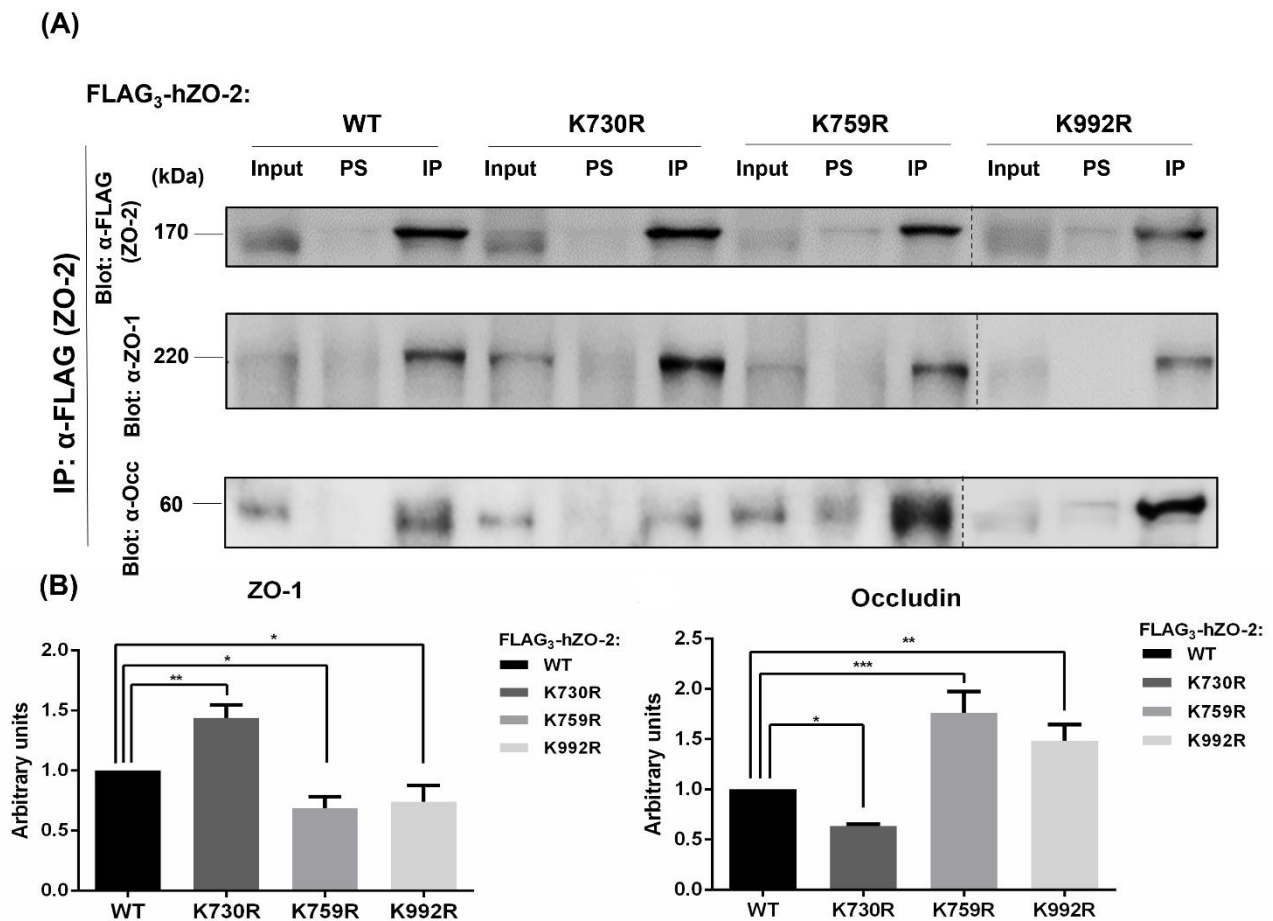 (A)
FLAG3-hZO-2:
WT K730R K759R K992R
(kDa) Input PS IP Input PS IP Input PS IP Input PS IP
IP: α-FLAG (ZO-2)
Blot: α-FLAG
(ZO-2)
170
Blot: α-ZO-1
220
Blot: α-Occ
60
(B)
ZO-1
Arbitrary units
2.0
1.5
1.0
0.5
0.0
*
*
**
WT K730R K759R K992R
FLAG3-hZO-2:
WT
K730R
K759R
K992R
Occludin
Arbitrary units
2.5
2.0
1.5
1.0
0.5
0.0
**
***
*
WT K730R K759R K992R
FLAG3-hZO-2:
WT
K730R
K759R
K992R